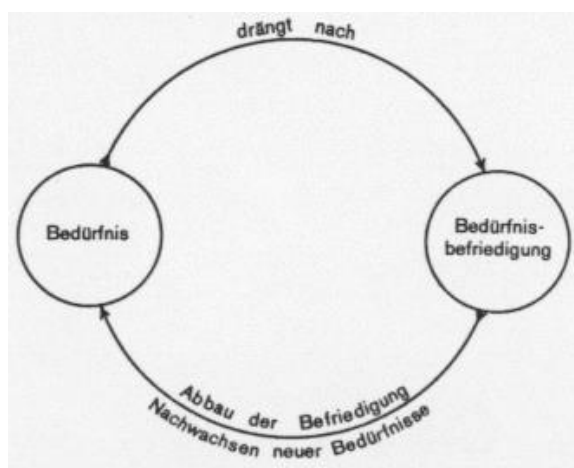 drängt nach
Bedürfnis
Bedürfnis-
befriedigung
Abbau der Befriedigung
Nachwachsen neuer Bedürfnisse